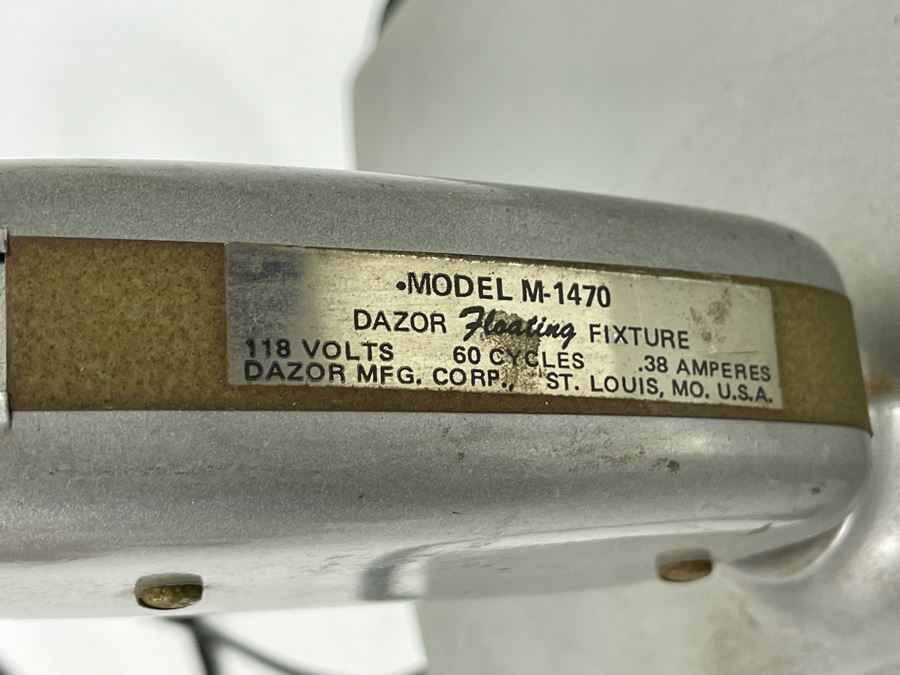 •MODEL M-1470
DAZOR Floating FIXTURE
118 VOLTS 60 CYCLES .38 AMPERES
DAZOR MFG. CORP., ST. LOUIS, MO. U.S.A.